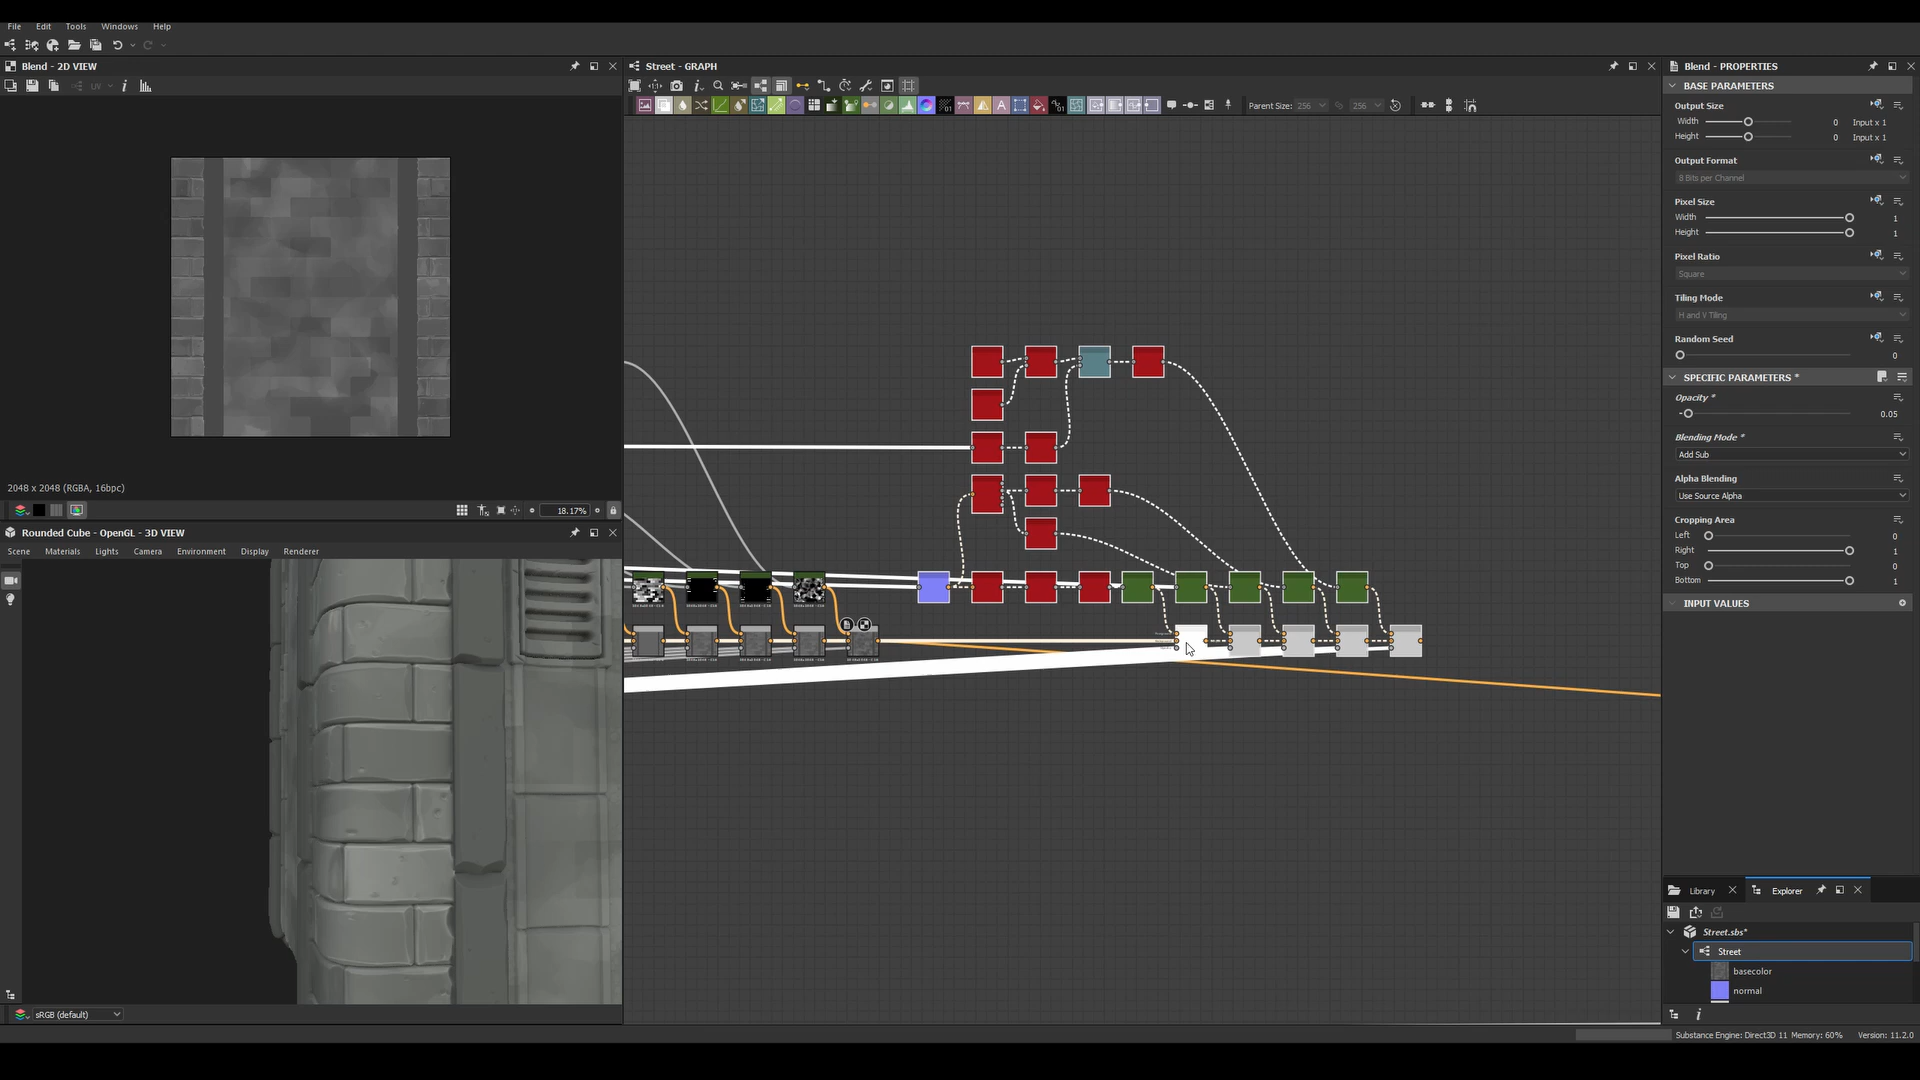 File Edit Tools Windows Help
Blend - 2D VIEW
UV
2048 x 2048 (RGBA, 16bpc)
18.17%
Rounded Cube - OpenGL - 3D VIEW
Scene Materials Lights Camera Environment Display Renderer
sRGB (default)
Street - GRAPH
Parent Size: 256 256
Blend - PROPERTIES
BASE PARAMETERS
Output Size
Width 0 Input x 1
Height 0 Input x 1
Output Format
8 Bits per Channel
Pixel Size
Width 1
Height 1
Pixel Ratio
Square
Tiling Mode
H and V Tiling
Random Seed
0
SPECIFIC PARAMETERS *
Opacity *
0.05
Blending Mode *
Add Sub
Alpha Blending
Use Source Alpha
Cropping Area
Left 0
Right 1
Top 0
Bottom 1
INPUT VALUES
Library Explorer
Street.sbs*
Street
basecolor
normal
Substance Engine: Direct3D 11 Memory: 60% Version: 11.2.0